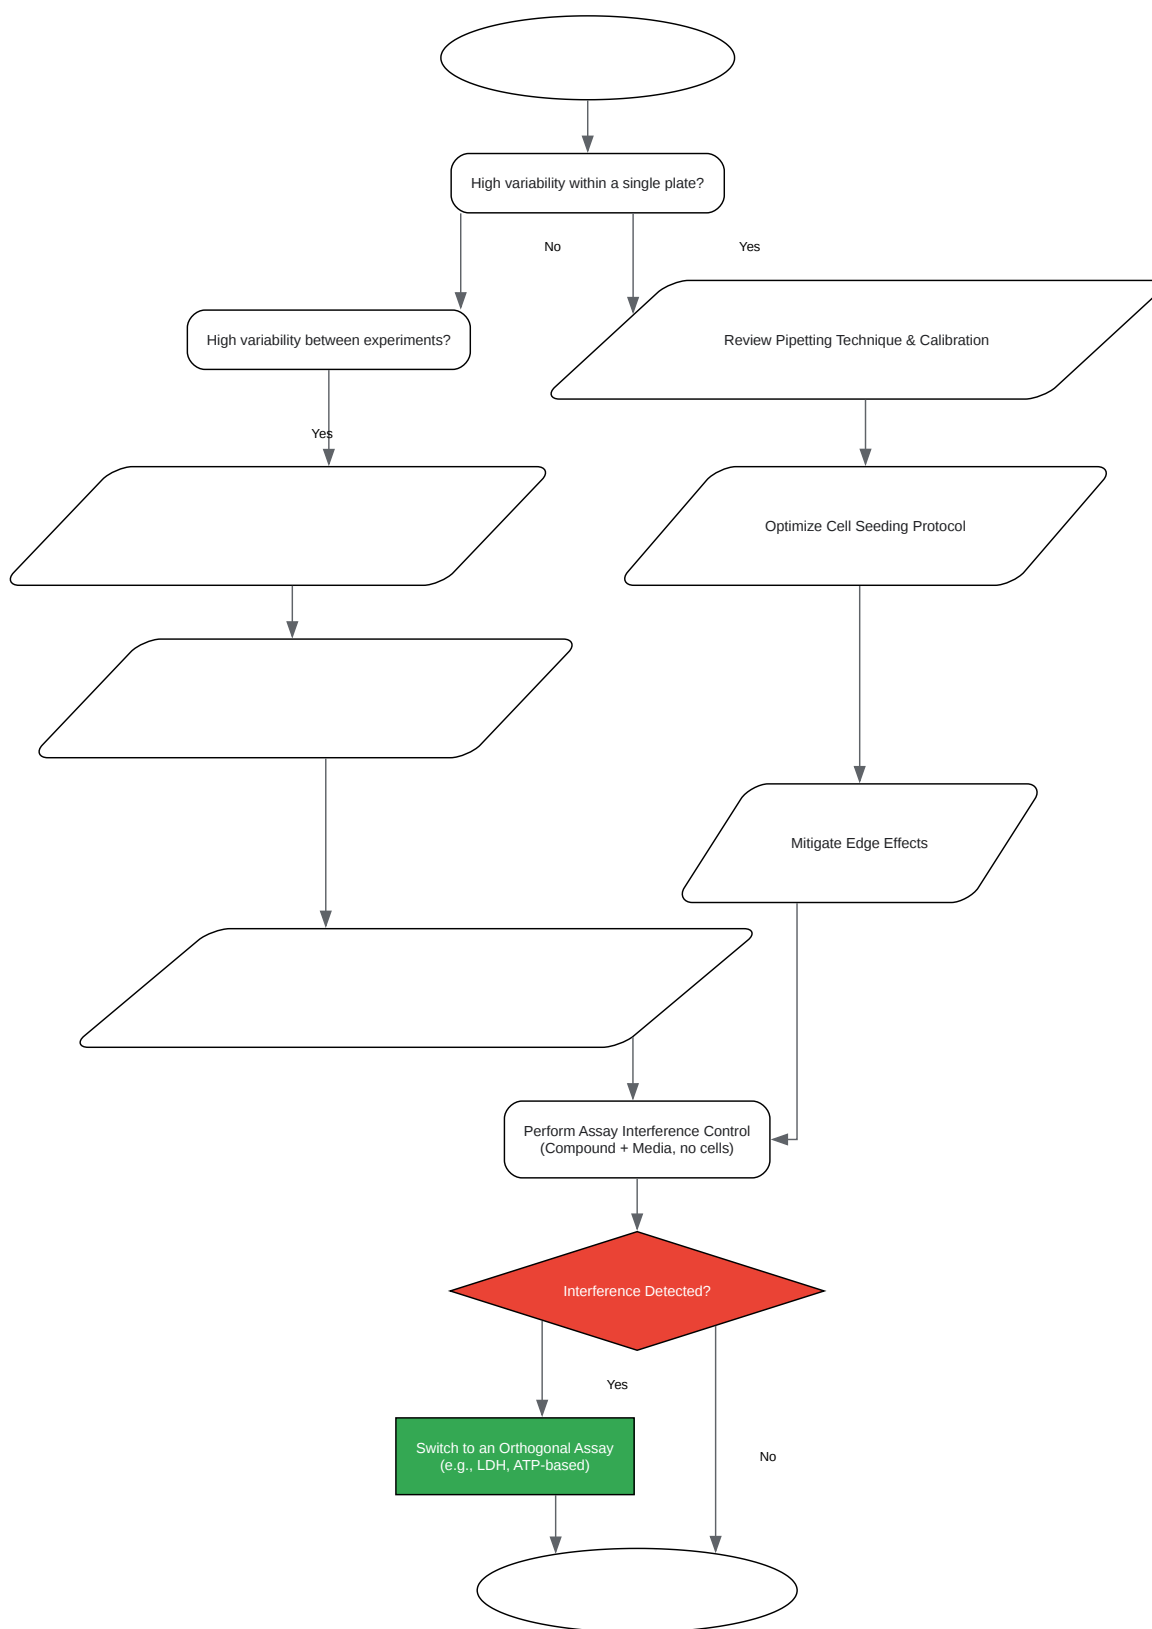 High variability within a single plate?
No
Yes
High variability between experiments?
Review Pipetting Technique & Calibration
Yes
Optimize Cell Seeding Protocol
Mitigate Edge Effects
Perform Assay Interference Control
(Compound + Media, no cells)
Interference Detected?
Yes
Switch to an Orthogonal Assay
(e.g., LDH, ATP-based)
No